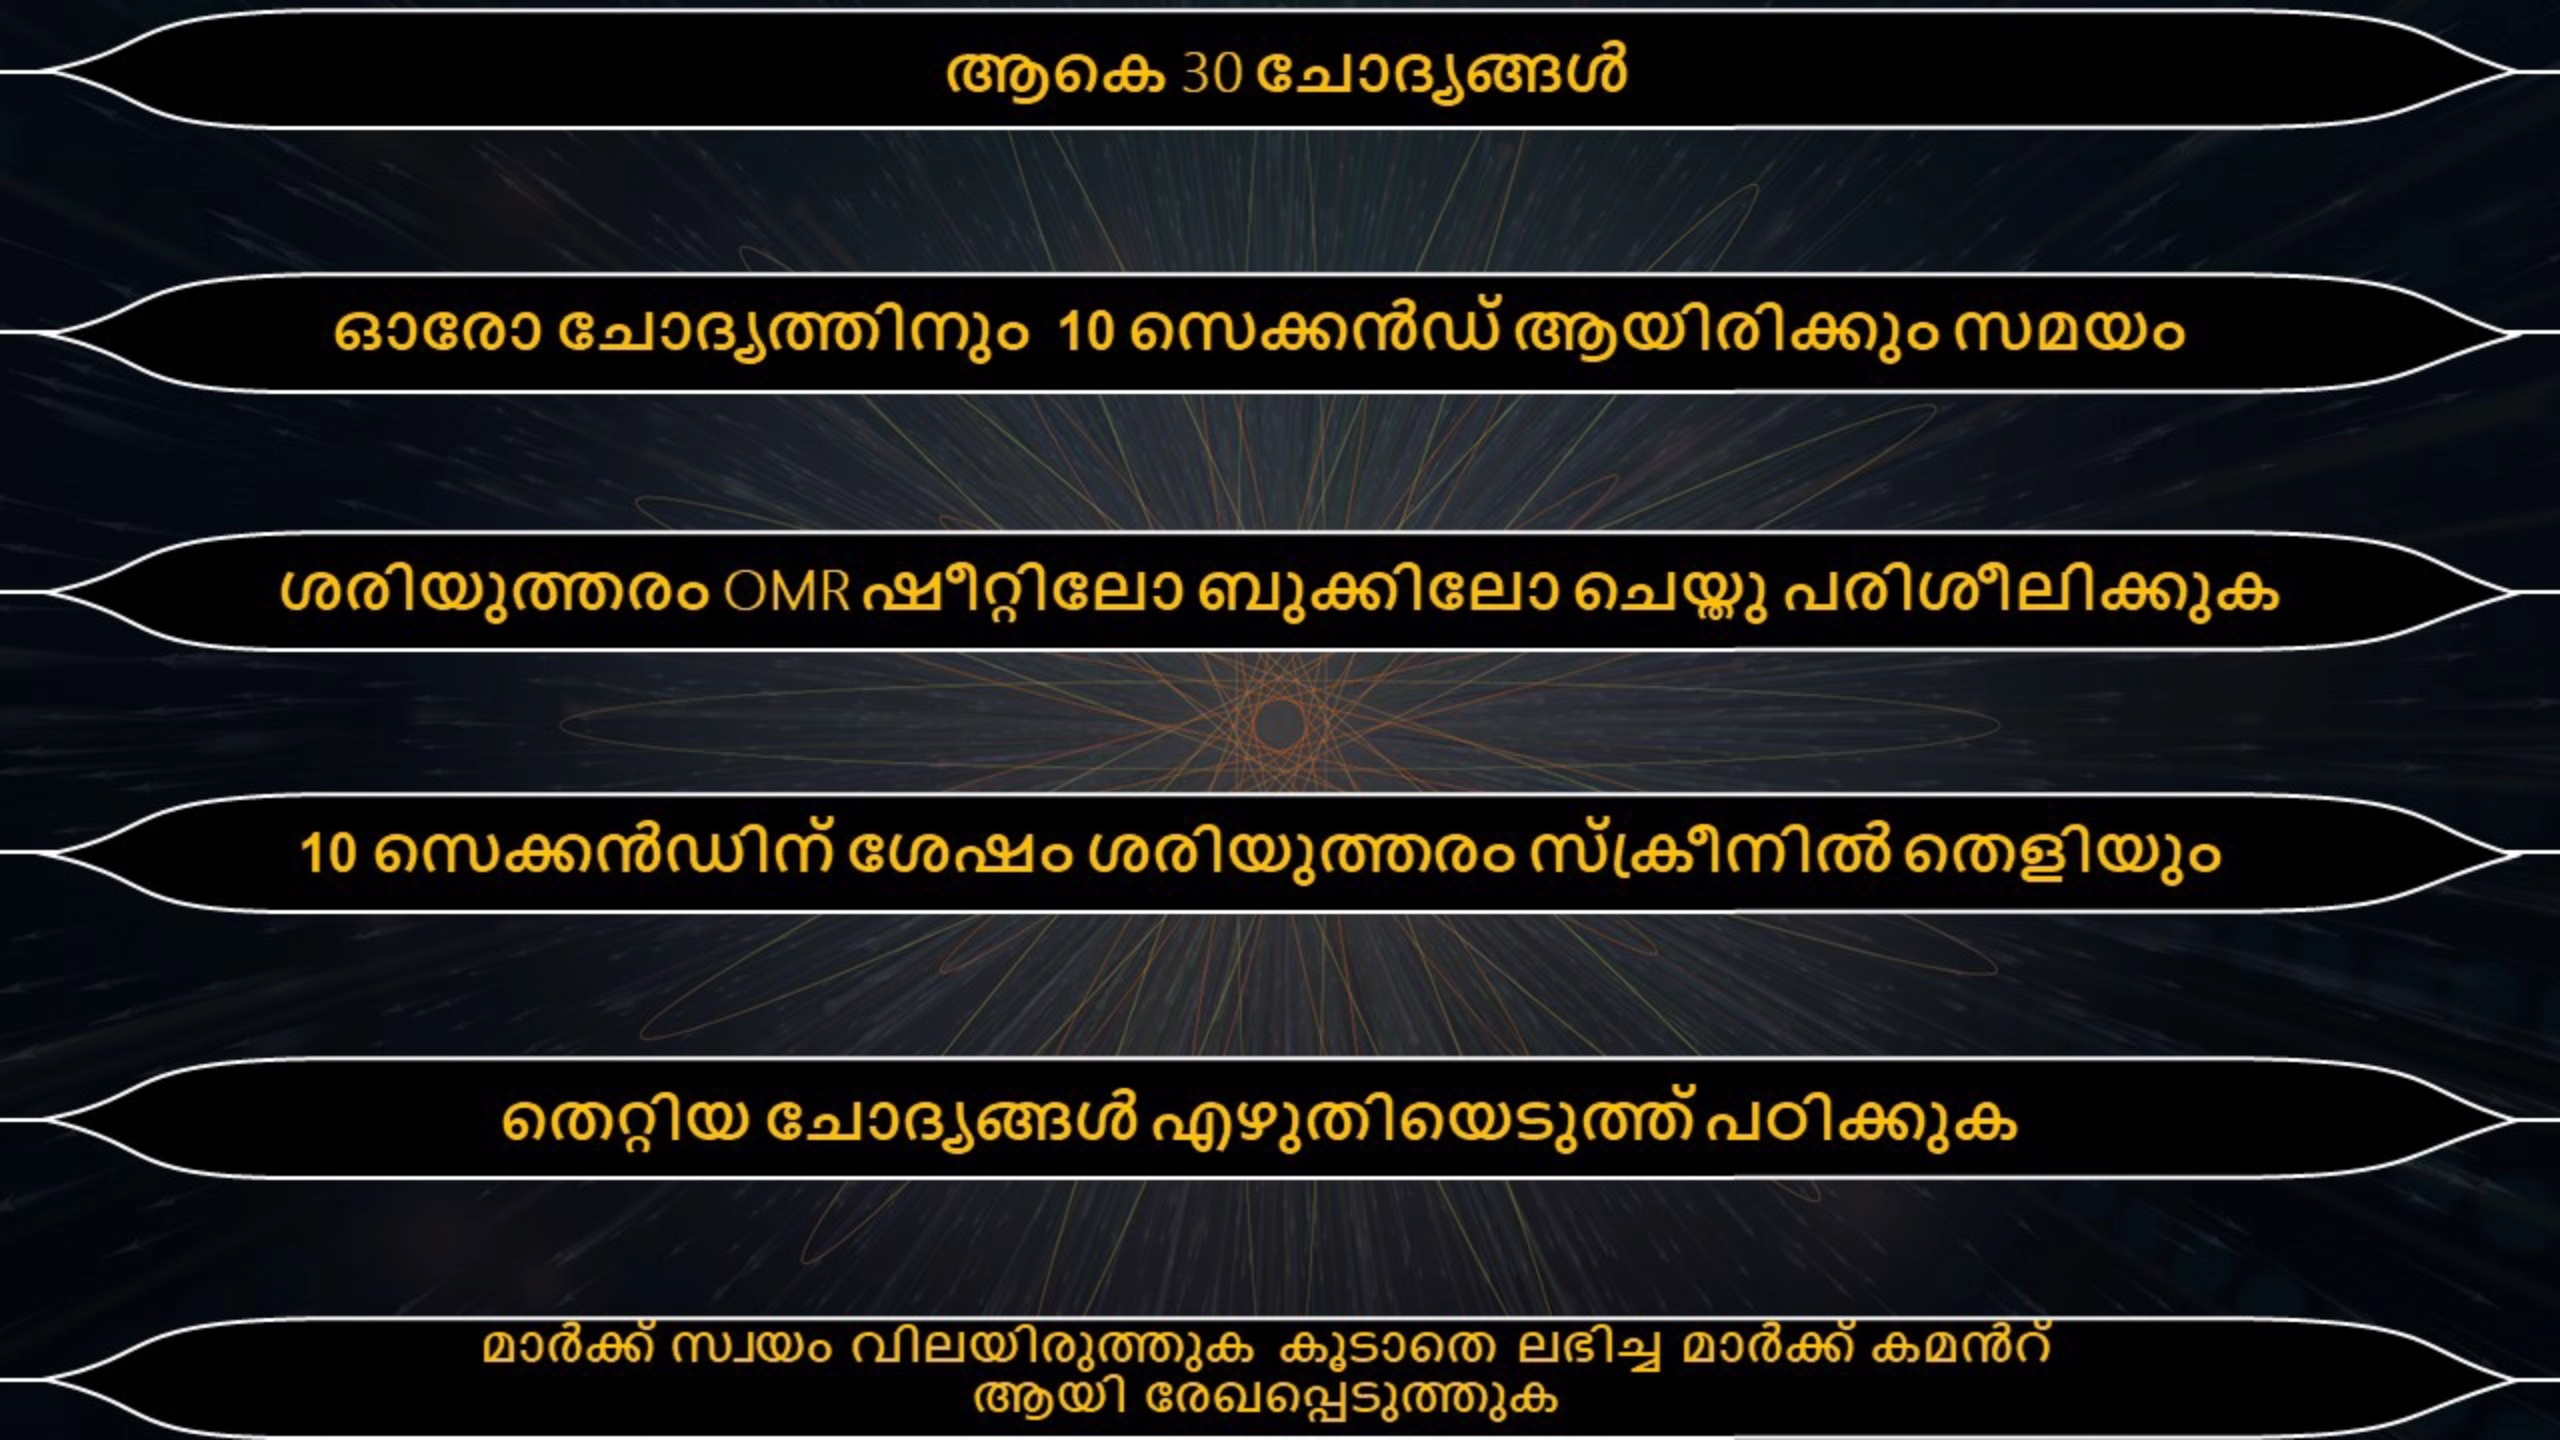 ആകെ 30 ചോദ്യങ്ങൾ
ഓരോ ചോദ്യത്തിനും 10 സെക്കൻഡ് ആയിരിക്കും സമയം
ശരിയുത്തരം OMR ഷീറ്റിലോ ബുക്കിലോ ചെയ്തു പരിശീലിക്കുക
10 സെക്കൻഡിന് ശേഷം ശരിയുത്തരം സ്ക്രീനിൽ തെളിയും
തെറ്റിയ ചോദ്യങ്ങൾ എഴുതിയെടുത്ത് പഠിക്കുക
മാർക്ക് സ്വയം വിലയിരുത്തുക കൂടാതെ ലഭിച്ച മാർക്ക് കമൻറ്
ആയി രേഖപ്പെടുത്തുക